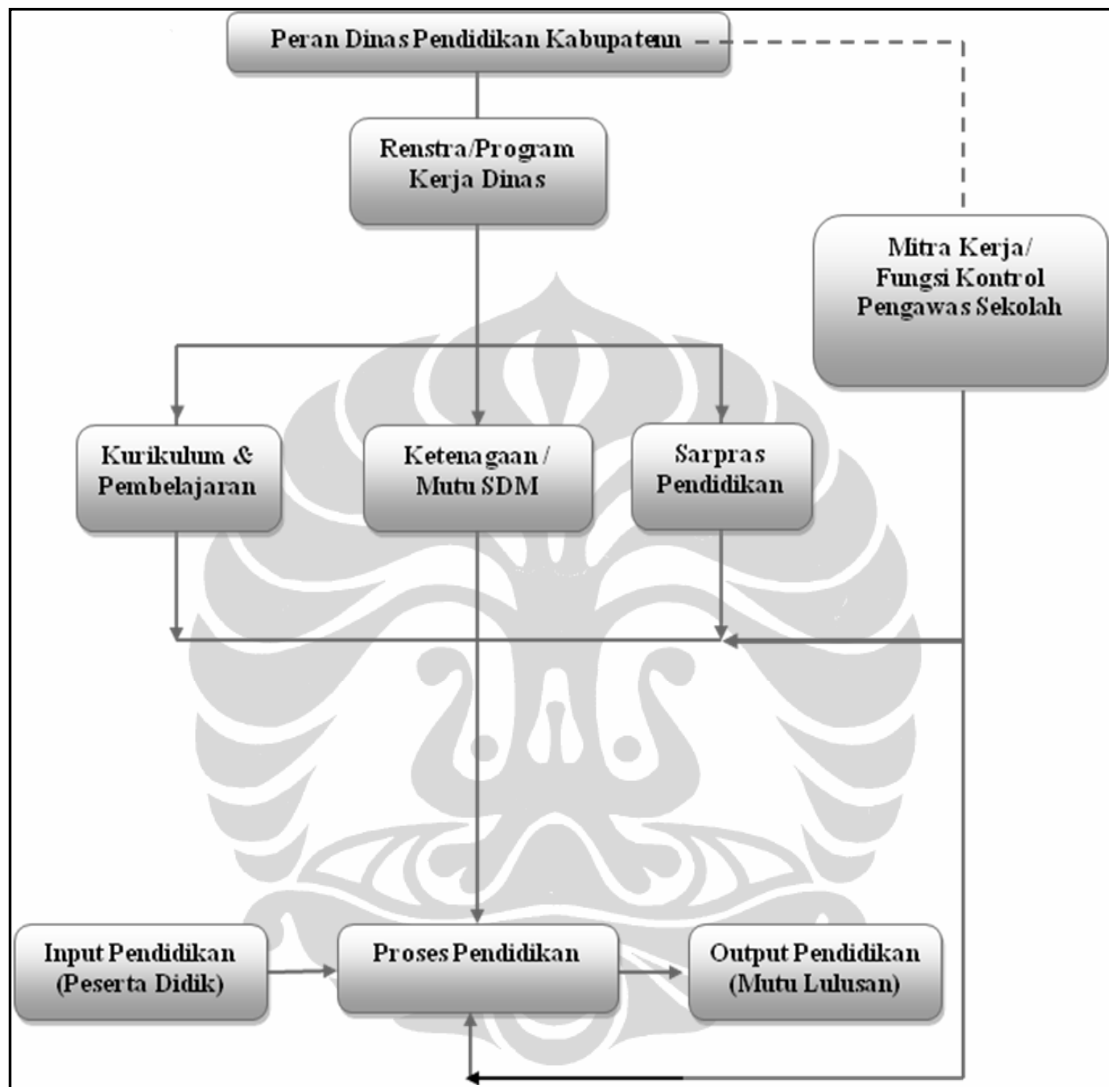 Peran Dinas Pendidikan Kabupatenn
Renstra/Program
Kerja Dinas
Mitra Kerja/
Fungsi Kontrol
Pengawas Sekolah
Kurikulum &
Pembelajaran
Ketenagaan /
Mutu SDM
Sarpras
Pendidikan
Input Pendidikan
(Peserta Didik)
Proses Pendidikan
Output Pendidikan
(Mutu Lulusan)